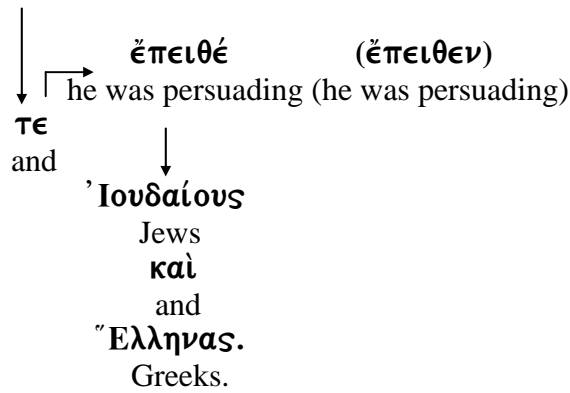 ἔπειθέ (ἔπειθεν)
he was persuading (he was persuading)
τε
and
Ἰουδαίους
Jews
καὶ
and
Ἕλληνας.
Greeks.